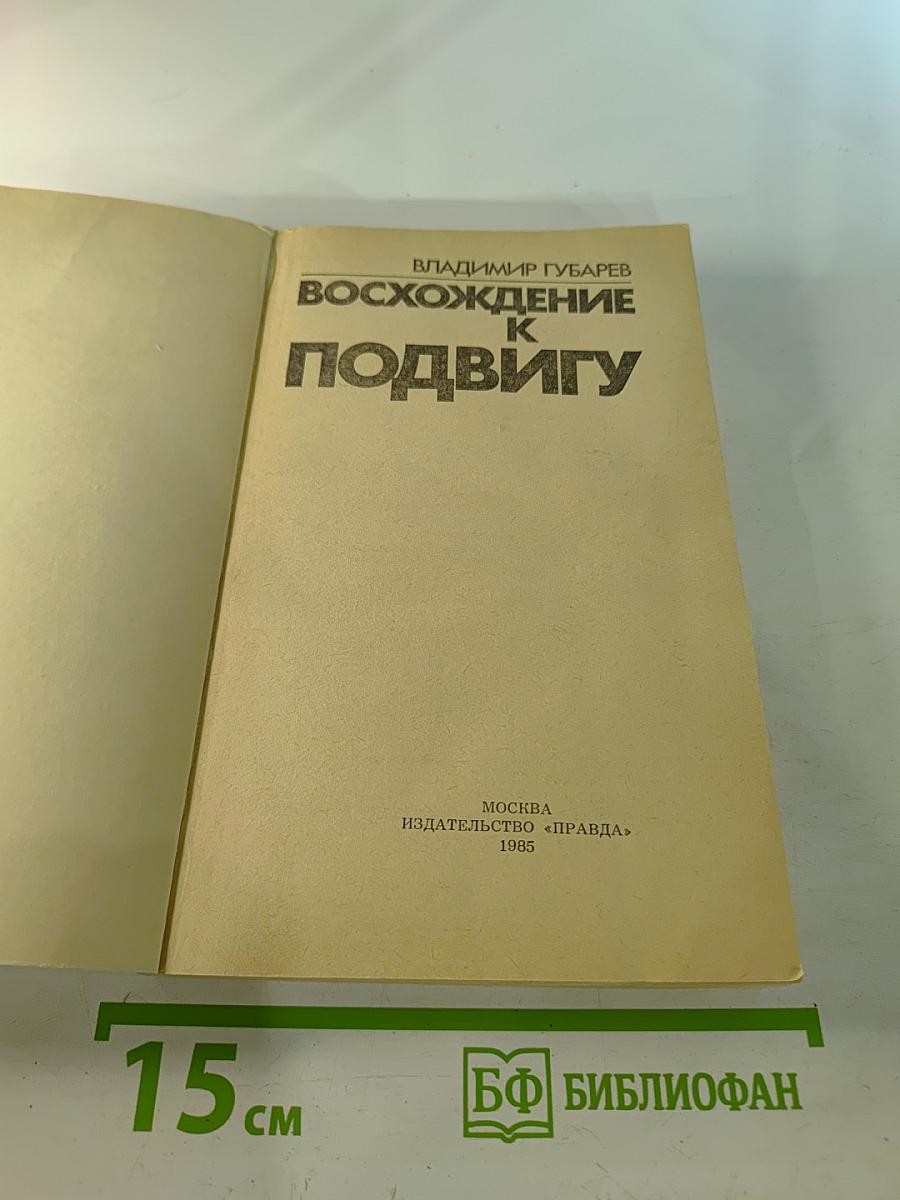 ВЛАДИМИР ГУБАРЕВ
ВОСХОЖДЕНИЕ
К
ПОДВИГУ
МОСКВА
ИЗДАТЕЛЬСТВО «ПРАВДА»
1985
15 см
БФ БИБЛИОФАН